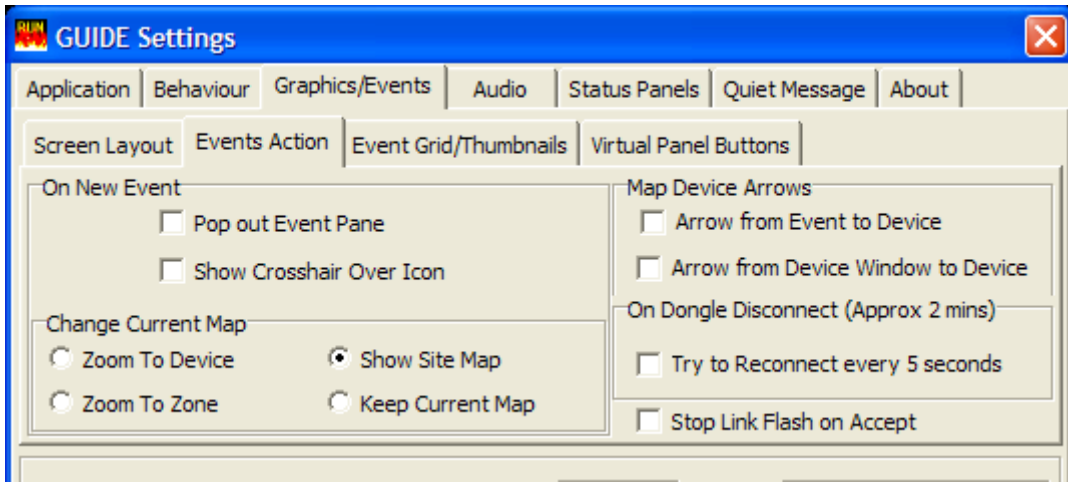 RUN
GUIDE Settings
Application Behaviour Graphics/Events Audio Status Panels Quiet Message About
Screen Layout Events Action Event Grid/Thumbnails Virtual Panel Buttons
On New Event
Pop out Event Pane
Show Crosshair Over Icon
Change Current Map
Zoom To Device Show Site Map
Zoom To Zone Keep Current Map
Map Device Arrows
Arrow from Event to Device
Arrow from Device Window to Device
On Dongle Disconnect (Approx 2 mins)
Try to Reconnect every 5 seconds
Stop Link Flash on Accept